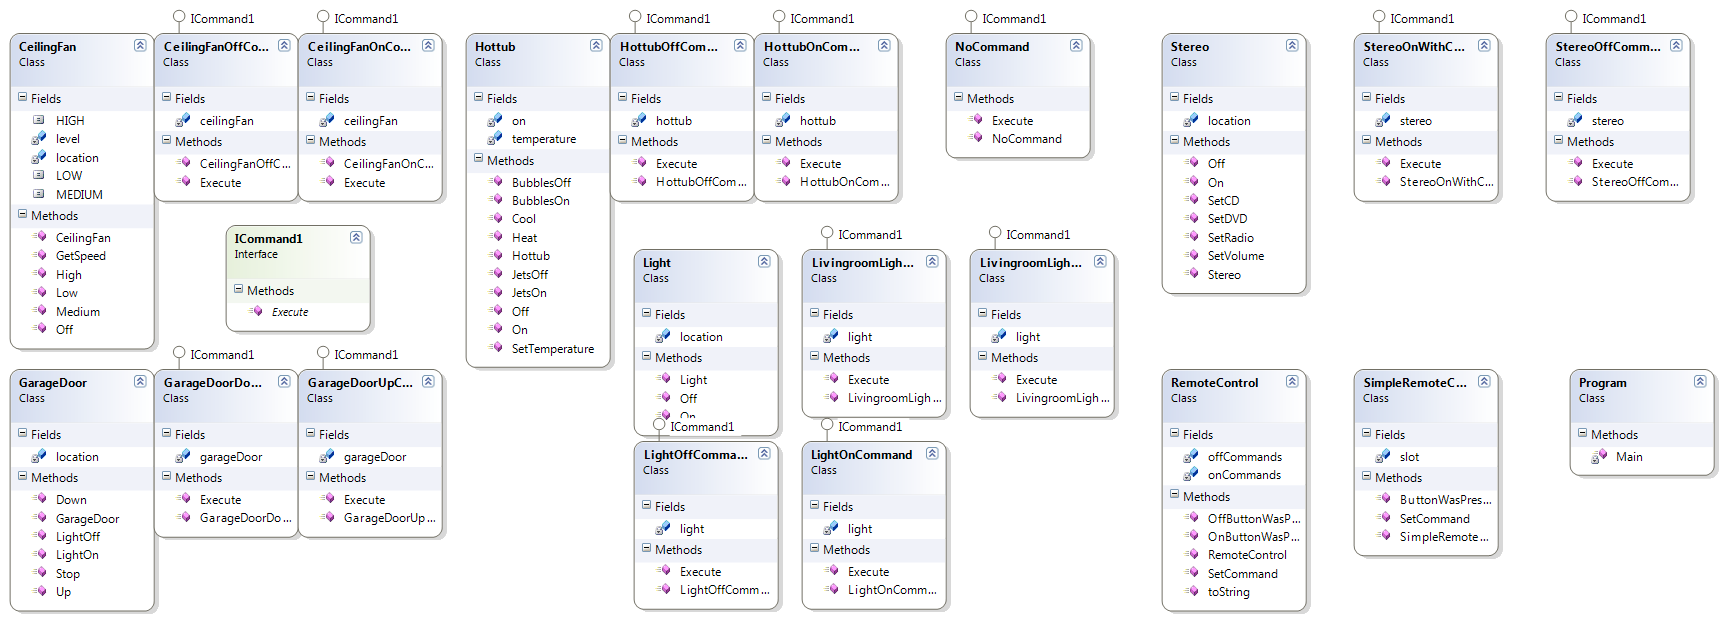 ICommand1
CeilingFan
Class
Fields
HIGH
level
location
LOW
MEDIUM
Methods
CeilingFan
GetSpeed
High
Low
Medium
Off
CeilingFanOffCo...
Class
Fields
ceilingFan
Methods
CeilingFanOffC...
Execute
ICommand1
CeilingFanOnCo...
Class
Fields
ceilingFan
Methods
CeilingFanOnC...
Execute
ICommand1
Interface
Methods
Execute
Hottub
Class
Fields
on
temperature
Methods
BubblesOff
BubblesOn
Cool
Heat
Hottub
JetsOff
JetsOn
Off
On
SetTemperature
ICommand1
HottubOffCom...
Class
Fields
hottub
Methods
Execute
HottubOffCom...
ICommand1
HottubOnCom...
Class
Fields
hottub
Methods
Execute
HottubOnCom...
ICommand1
NoCommand
Class
Methods
Execute
NoCommand
Stereo
Class
Fields
location
Methods
Off
On
SetCD
SetDVD
SetRadio
SetVolume
Stereo
ICommand1
StereoOnWithC...
Class
Fields
stereo
Methods
Execute
StereoOnWithC...
ICommand1
StereoOffComm...
Class
Fields
stereo
Methods
Execute
StereoOffCom...
Light
Class
Fields
location
Methods
Light
Off
On
ICommand1
LivingroomLigh...
Class
Fields
light
Methods
Execute
LivingroomLigh...
ICommand1
LivingroomLigh...
Class
Fields
light
Methods
Execute
LivingroomLigh...
GarageDoor
Class
Fields
location
Methods
Down
GarageDoor
LightOff
LightOn
Stop
Up
ICommand1
GarageDoorDo...
Class
Fields
garageDoor
Methods
Execute
GarageDoorDo...
ICommand1
GarageDoorUpC...
Class
Fields
garageDoor
Methods
Execute
GarageDoorUp...
ICommand1
LightOffComma...
Class
Fields
light
Methods
Execute
LightOffComm...
ICommand1
LightOnCommand
Class
Fields
light
Methods
Execute
LightOnComm...
RemoteControl
Class
Fields
offCommands
onCommands
Methods
OffButtonWasP...
OnButtonWasP...
RemoteControl
SetCommand
toString
SimpleRemoteC...
Class
Fields
slot
Methods
ButtonWasPres...
SetCommand
SimpleRemote...
Program
Class
Methods
Main